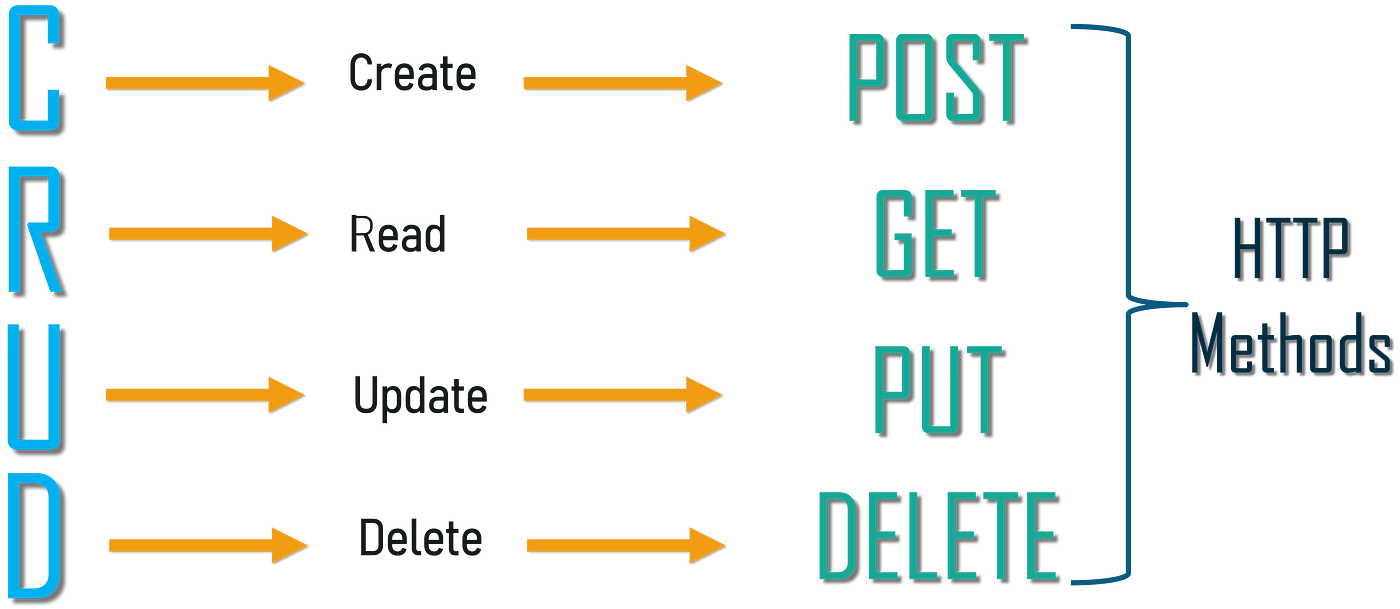 C Create POST
R Read GET
U Update PUT
D Delete DELETE
HTTP
Methods